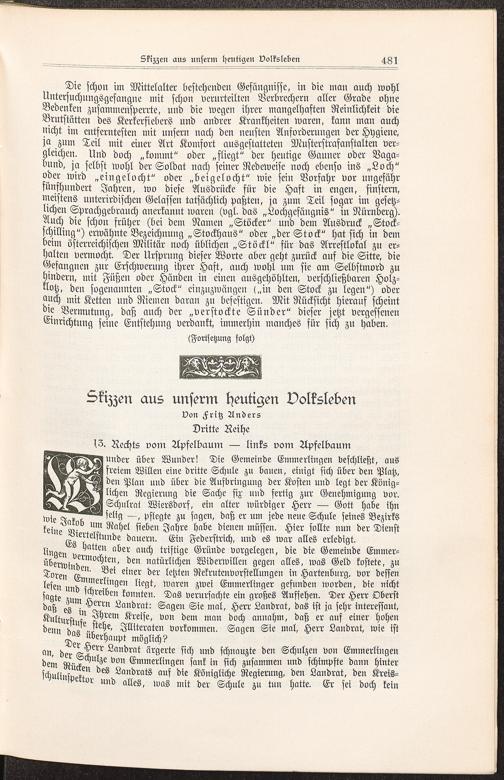 Skizzen aus unserm heutigen Volksleben 481
Die schon im Mittelalter bestehenden Gefängnisse, in die man auch wohl
Untersuchungsgefangne mit schon verurteilten Verbrechern aller Grade ohne
Bedenken zusammensperrte, und die wegen ihrer mangelhaften Reinlichkeit die
Brutstätten des Kerkerfiebers und andrer Krankheiten waren, kann man auch
nicht im entferntesten mit unsern nach den neusten Anforderungen der Hygiene,
ja zum Teil mit einer Art Komfort ausgestatteten Musterstrafanstalten ver-
gleichen. Und doch „kommt“ oder „fliegt“ der heutige Gauner oder Vaga-
bund, ja selbst wohl der Soldat nach seiner Redeweise noch ebenso ins „Loch“
oder wird „eingelocht“ oder „beigelocht“ wie sein Vorfahr vor ungefähr
fünfhundert Jahren, wo diese Ausdrücke für die Haft in engen, finstern,
meistens unterirdischen Gelassen tatsächlich paßten, ja zum Teil sogar im gesetz-
lichen Sprachgebrauch anerkannt waren (vgl. das „Lochgefängnis“ in Nürnberg).
Auch die schon früher (bei dem Namen „Stöcker“ und dem Ausdruck „Stock-
schilling“) erwähnte Bezeichnung „Stockhaus“ oder „der Stock“ hat sich in dem
beim österreichischen Militär noch üblichen „Stöckl“ für das Arrestlokal zu er-
halten vermocht. Der Ursprung dieser Worte aber geht zurück auf die Sitte, die
Gefangnen zur Erschwerung ihrer Haft, auch wohl um sie am Selbstmord zu
hindern, mit Füßen oder Händen in einen ausgehöhlten, verschließbaren Holz-
klotz, den sogenannten „Stock“ einzuzwängen („in den Stock zu legen“) oder
auch mit Ketten und Riemen daran zu befestigen. Mit Rücksicht hierauf scheint
die Vermutung, daß auch der „verstockte Sünder“ dieser jetzt vergessenen
Einrichtung seine Entstehung verdankt, immerhin manches für sich zu haben.
(Fortsetzung folgt)
Skizzen aus unserm heutigen Volksleben
Von Fritz Anders
Dritte Reihe
13. Rechts vom Apfelbaum — links vom Apfelbaum
Wunder über Wunder! Die Gemeinde Emmerlingen beschließt, aus
freiem Willen eine dritte Schule zu bauen, einigt sich über den Platz,
den Plan und über die Aufbringung der Kosten und legt der König-
lichen Regierung die Sache fix und fertig zur Genehmigung vor.
Schulrat Wiersdorf, ein alter würdiger Herr — Gott habe ihn
selig —, pflegte zu sagen, daß er um jede neue Schule seines Bezirks
wie Jakob um Rahel sieben Jahre habe dienen müssen. Hier sollte nun der Dienst
keine Viertelstunde dauern. Ein Federstrich, und es war alles erledigt.
Es hatten aber auch triftige Gründe vorgelegen, die die Gemeinde Emmer-
lingen vermochten, den natürlichen Widerwillen gegen alles, was Geld kostete, zu
überwinden. Bei einer der letzten Rekrutenvorstellungen in Hartenburg, vor dessen
Toren Emmerlingen liegt, waren zwei Emmerlinger gefunden worden, die nicht
lesen und schreiben konnten. Das verursachte ein großes Aufsehen. Der Herr Oberst
sagte zum Herrn Landrat: Sagen Sie mal, Herr Landrat, das ist ja sehr interessant,
daß es in Ihrem Kreise, von dem man doch annahm, daß er auf einer hohen
Kulturstufe stehe, Illiteraten vorkommen. Sagen Sie mal, Herr Landrat, wie ist
denn das überhaupt möglich?
Der Herr Landrat ärgerte sich und schnauzte den Schulzen von Emmerlingen
an, der Schulze von Emmerlingen sank in sich zusammen und schimpfte dann hinter
dem Rücken des Landrats auf die Königliche Regierung, den Landrat, den Kreis-
schulinspektor und alles, was mit der Schule zu tun hatte. Er sei doch kein